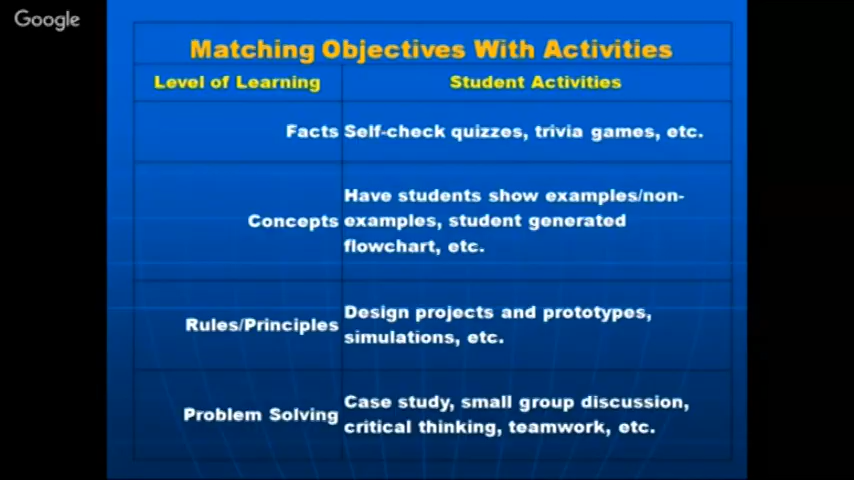 Google
Matching Objectives With Activities
Level of Learning
Student Activities
Facts
Self-check quizzes, trivia games, etc.
Concepts
Have students show examples/non-
examples, student generated
flowchart, etc.
Rules/Principles
Design projects and prototypes,
simulations, etc.
Problem Solving
Case study, small group discussion,
critical thinking, teamwork, etc.